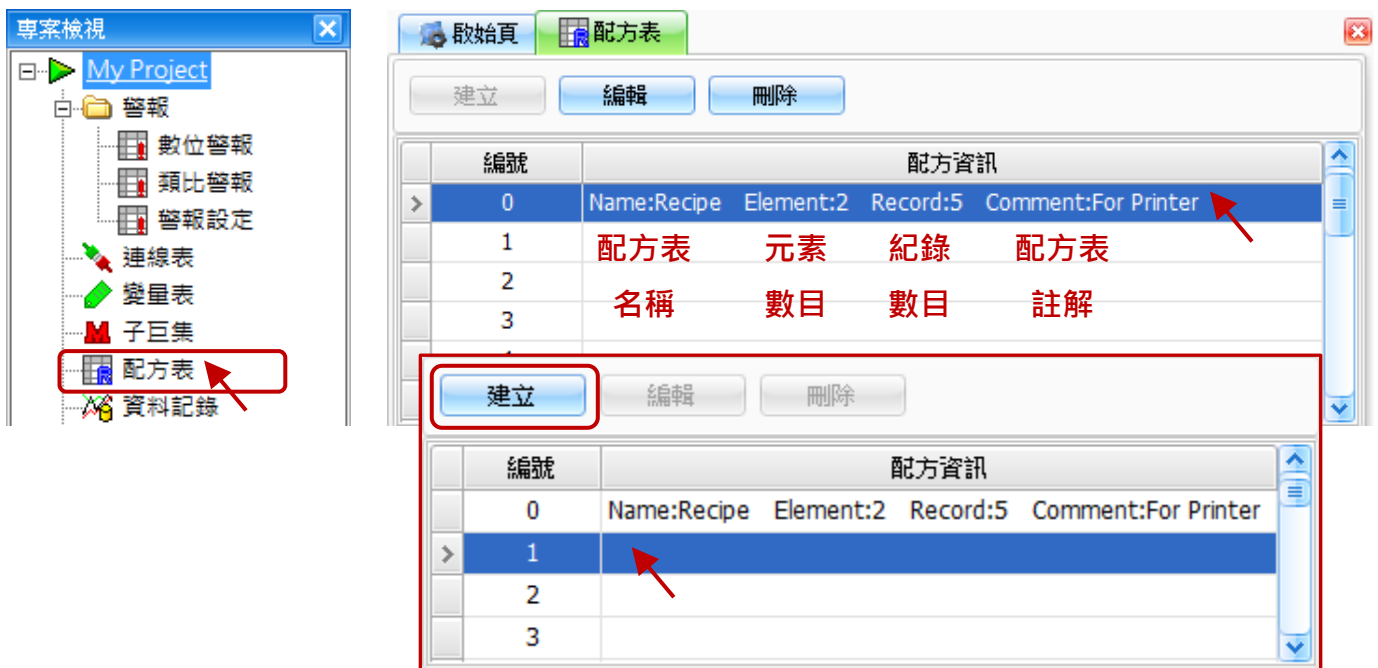 專案檢視
My Project
警報
數位警報
類比警報
警報設定
連線表
變量表
子巨集
配方表
資料記錄
啟始頁
配方表
建立
編輯
刪除
編號
配方資訊
0 Name:Recipe Element:2 Record:5 Comment:For Printer
1
配方表 元素 紀錄 配方表
2
名稱 數目 數目 註解
3
建立
編輯
刪除
編號
配方資訊
0 Name:Recipe Element:2 Record:5 Comment:For Printer
1
2
3